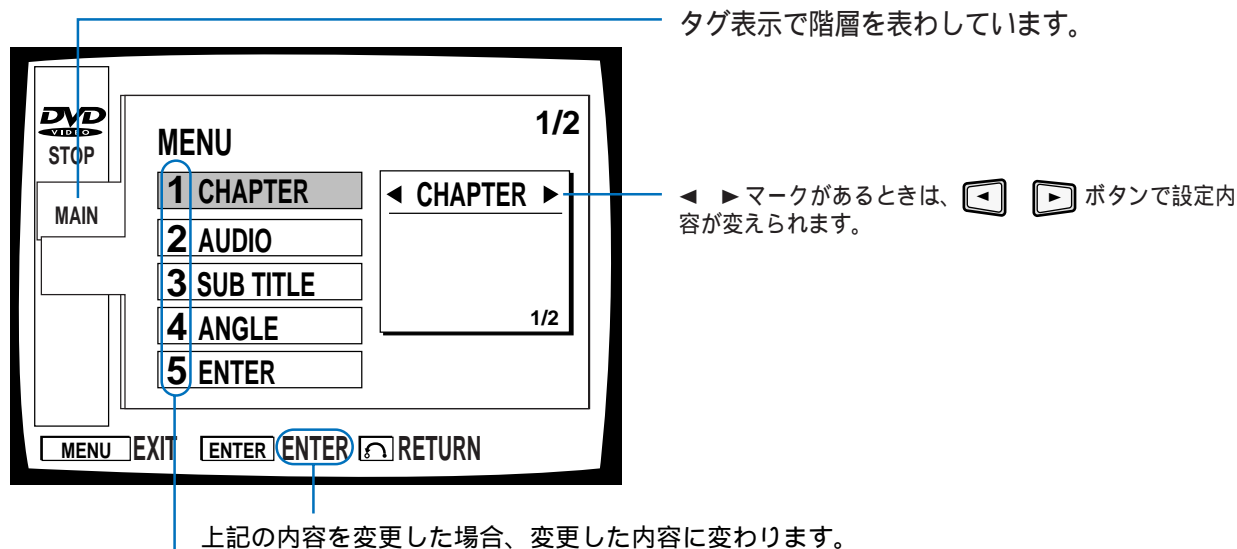 タグ表示で階層を表わしています。
DVD
VIDEO
STOP
MAIN
MENU
1/2
1 CHAPTER
2 AUDIO
3 SUB TITLE
4 ANGLE
5 ENTER
◄ CHAPTER ►
1/2
◄ ► マークがあるときは、 ◄ ► ボタンで設定内
容が変えられます。
MENU EXIT ENTER ENTER RETURN
上記の内容を変更した場合、変更した内容に変わります。